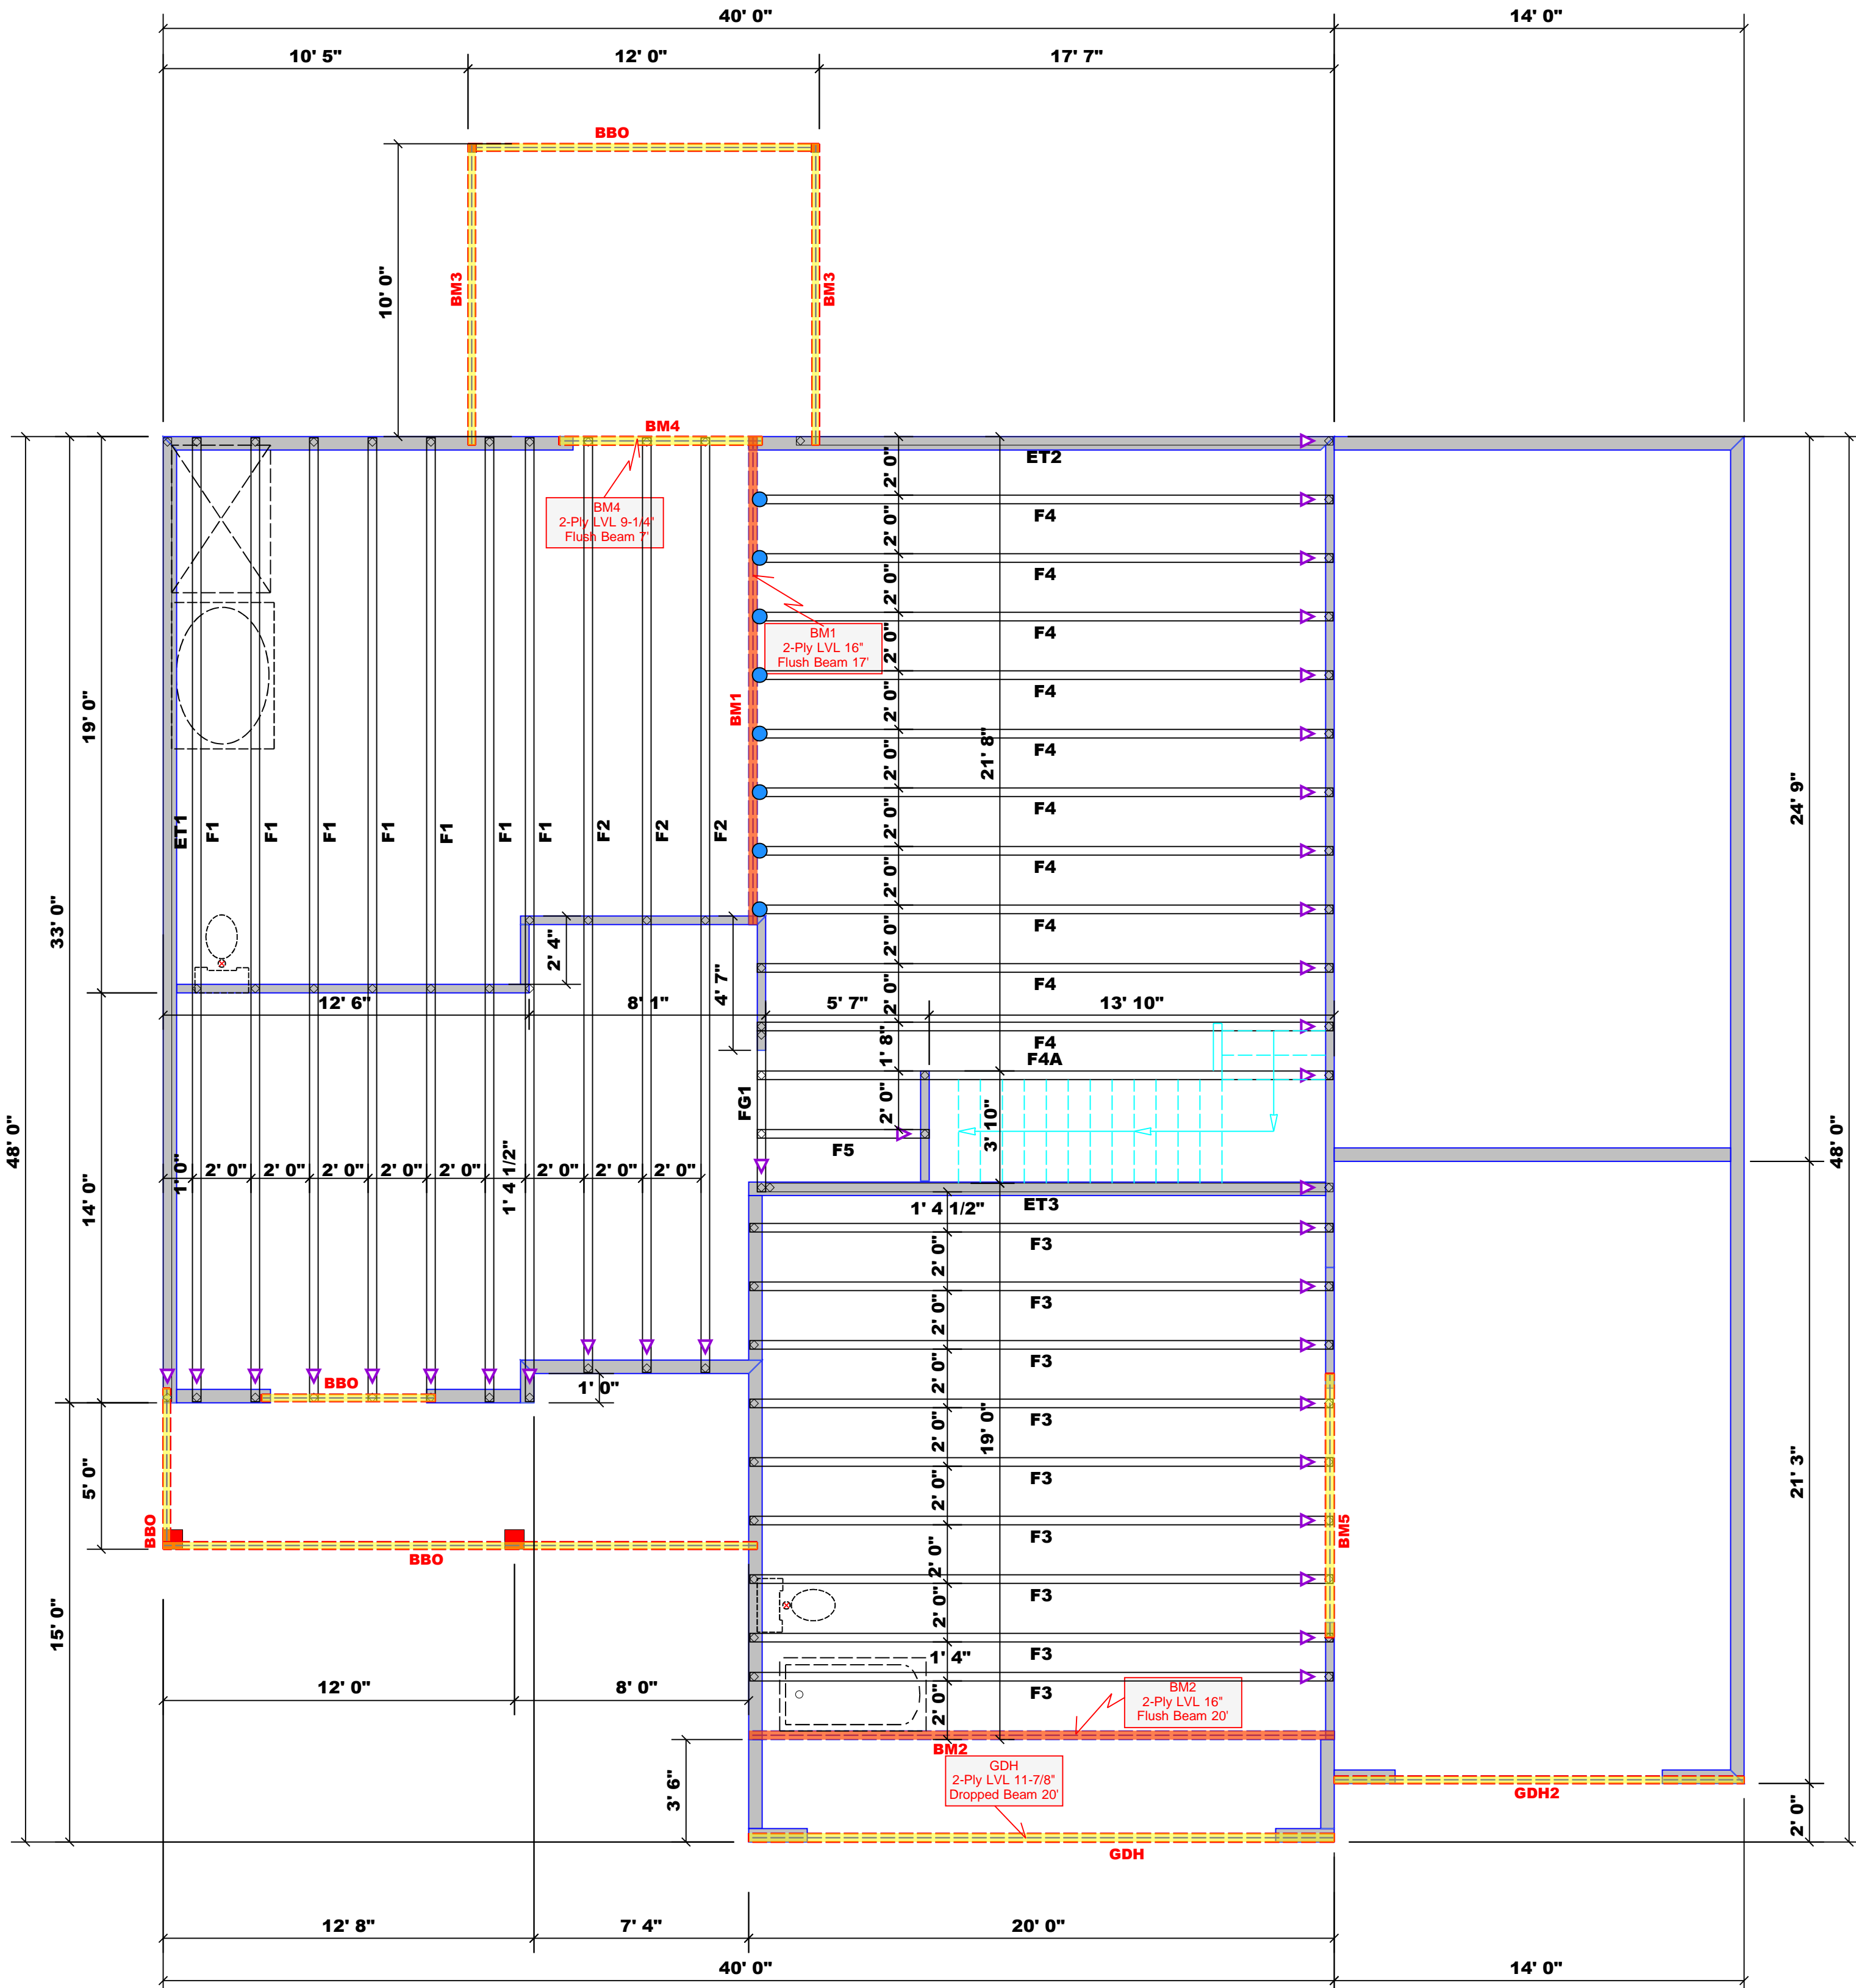 40' 0"
14' 0"
10' 5"
12' 0"
17' 7"
BBO
10' 0"
BM3
BM3
BM4
ET2
2' 0"
BM4
2-Ply LVL 9-1/4"
Flush Beam 7'
F4
2' 0"
F4
2' 0"
BM1
2-Ply LVL 16"
Flush Beam 17'
F4
2' 0"
F4
19' 0"
BM1
2' 0"
21' 8"
F4
2' 0"
24' 9"
F4
ET1
F1
F1
F1
F1
F1
F1
F1
F2
F2
F2
2' 0"
F4
2' 0"
33' 0"
F4
2' 4"
4' 7"
2' 0"
F4
12' 6"
8' 1"
5' 7"
13' 10"
2' 0"
F4
1' 8"
F4A
FG1
2' 0"
3' 10"
48' 0"
48' 0"
F5
14' 0"
1' 0"
2' 0"
2' 0"
2' 0"
2' 0"
2' 0"
1' 4 1/2"
2' 0"
2' 0"
2' 0"
1' 4 1/2"
ET3
F3
2' 0"
F3
2' 0"
F3
2' 0"
BBO
1' 0"
F3
2' 0"
19' 0"
F3
2' 0"
5' 0"
21' 3"
BBO
BBO
F3
BM5
2' 0"
F3
2' 0"
15' 0"
F3
1' 4"
12' 0"
8' 0"
F3
2' 0"
BM2
2-Ply LVL 16"
Flush Beam 20'
BM2
GDH
2-Ply LVL 11-7/8"
Dropped Beam 20'
3' 6"
GDH2
2' 0"
GDH
12' 8"
7' 4"
20' 0"
40' 0"
14' 0"